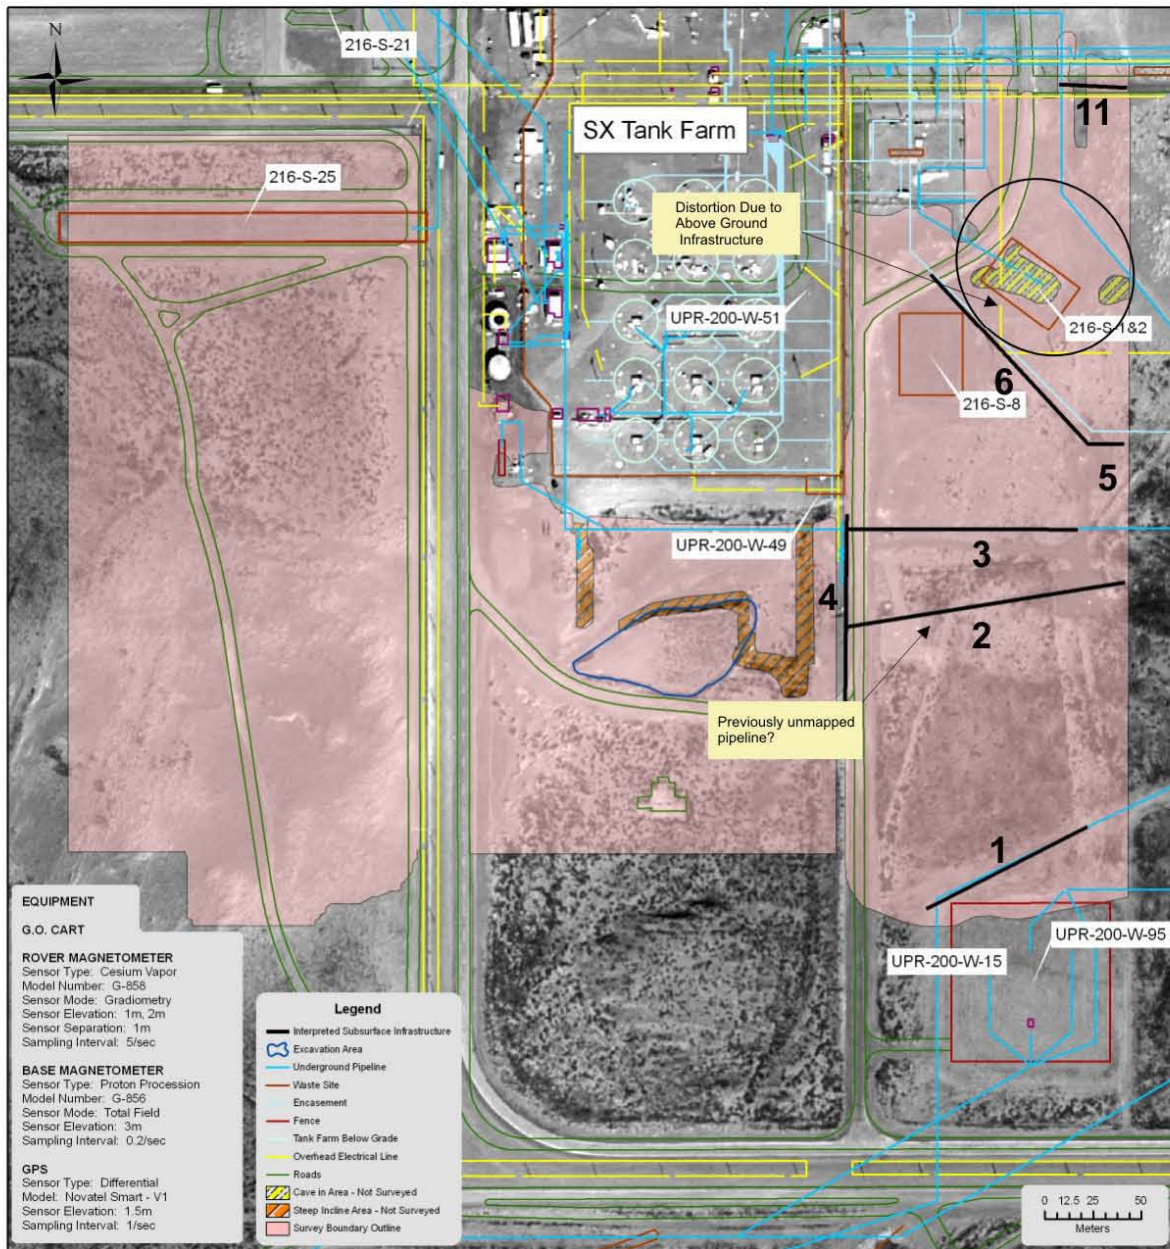 N
216-S-21
11
SX Tank Farm
216-S-25
Distortion Due to
Above Ground
Infrastructure
UPR-200-W-51
216-S-1&2
6
216-S-8
5
UPR-200-W-49
3
4
2
Previously unmapped
pipeline?
1
UPR-200-W-95
UPR-200-W-15
EQUIPMENT
G.O. CART
ROVER MAGNETOMETER
Sensor Type: Cesium Vapor
Model Number: G-858
Sensor Mode: Gradiometry
Sensor Elevation: 1m, 2m
Sensor Separation: 1m
Sampling Interval: 5/sec
BASE MAGNETOMETER
Sensor Type: Proton Procession
Model Number: G-856
Sensor Mode: Total Field
Sensor Elevation: 3m
Sampling Interval: 0.2/sec
GPS
Sensor Type: Differential
Model: Novatel Smart - V1
Sensor Elevation: 1.5m
Sampling Interval: 1/sec
Legend
Interpreted Subsurface Infrastructure
Excavation Area
Underground Pipeline
Waste Site
Encasement
Fence
Tank Farm Below Grade
Overhead Electrical Line
Roads
Cave in Area - Not Surveyed
Steep Incline Area - Not Surveyed
Survey Boundary Outline
0 12.5 25 50
Meters